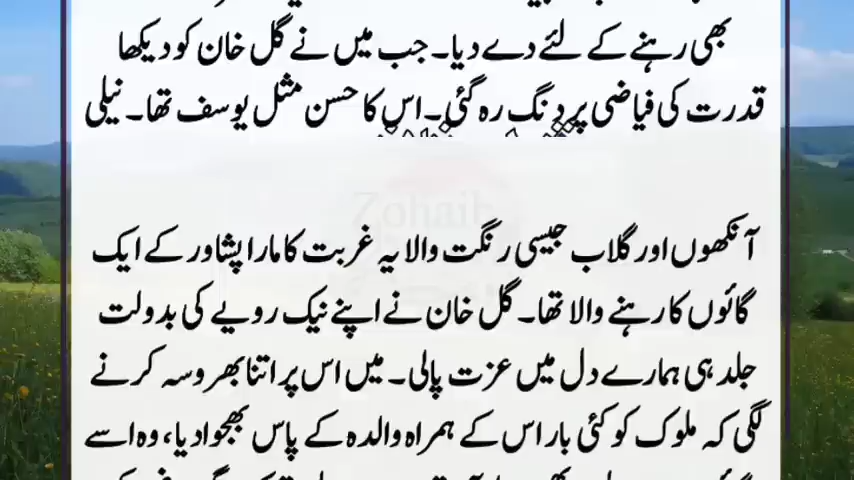 بھی رہنے کے لئے دے دیا۔ جب میں نے گل خان کو دیکھا
قدرت کی فیاضی پر دنگ رہ گئی۔ اس کا حسن مثل یوسف تھا۔ نیلی
Zohaib
آنکھوں اور گلاب جیسی رنگت والا یہ غربت کا مارا پشاور کے ایک
گائوں کا رہنے والا تھا۔ گل خان نے اپنے نیک رویے کی بدولت
جلد ہی ہمارے دل میں عزت پالی۔ میں اس پر اتنا بھروسہ کرنے
لگی کہ ملوک کو کئی بار اس کے ہمراہ والدہ کے پاس بھجوادیا، وہ اسے